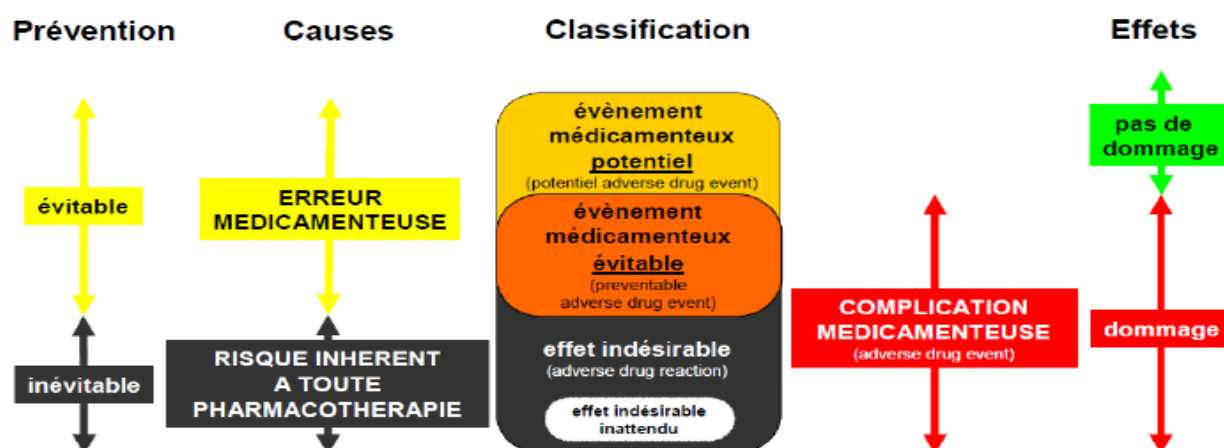 Prévention
Causes
Classification
Effets
évitable
inévitable
ERREUR
MEDICAMENTEUSE
RISQUE INHERENT
A TOUTE
PHARMACOTHERAPIE
évènement
médicamenteux
potentiel
(potentiel adverse drug event)
évènement
médicamenteux
évitable
(preventable
adverse drug event)
effet indésirable
(adverse drug reaction)
effet indésirable
inattendu
COMPLICATION
MEDICAMENTEUSE
(adverse drug event)
pas de
dommage
dommage